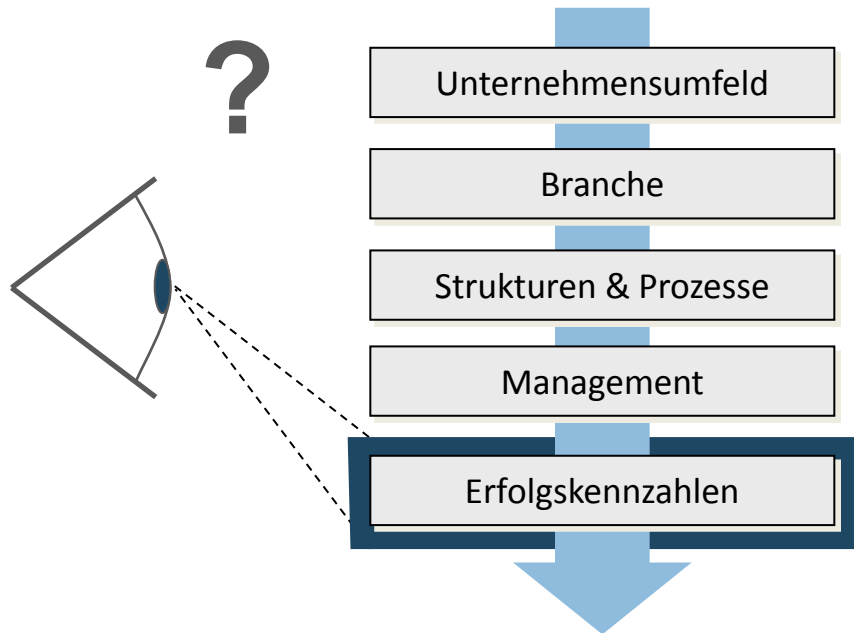 ?
Unternehmensumfeld
Branche
Strukturen & Prozesse
Management
Erfolgskennzahlen